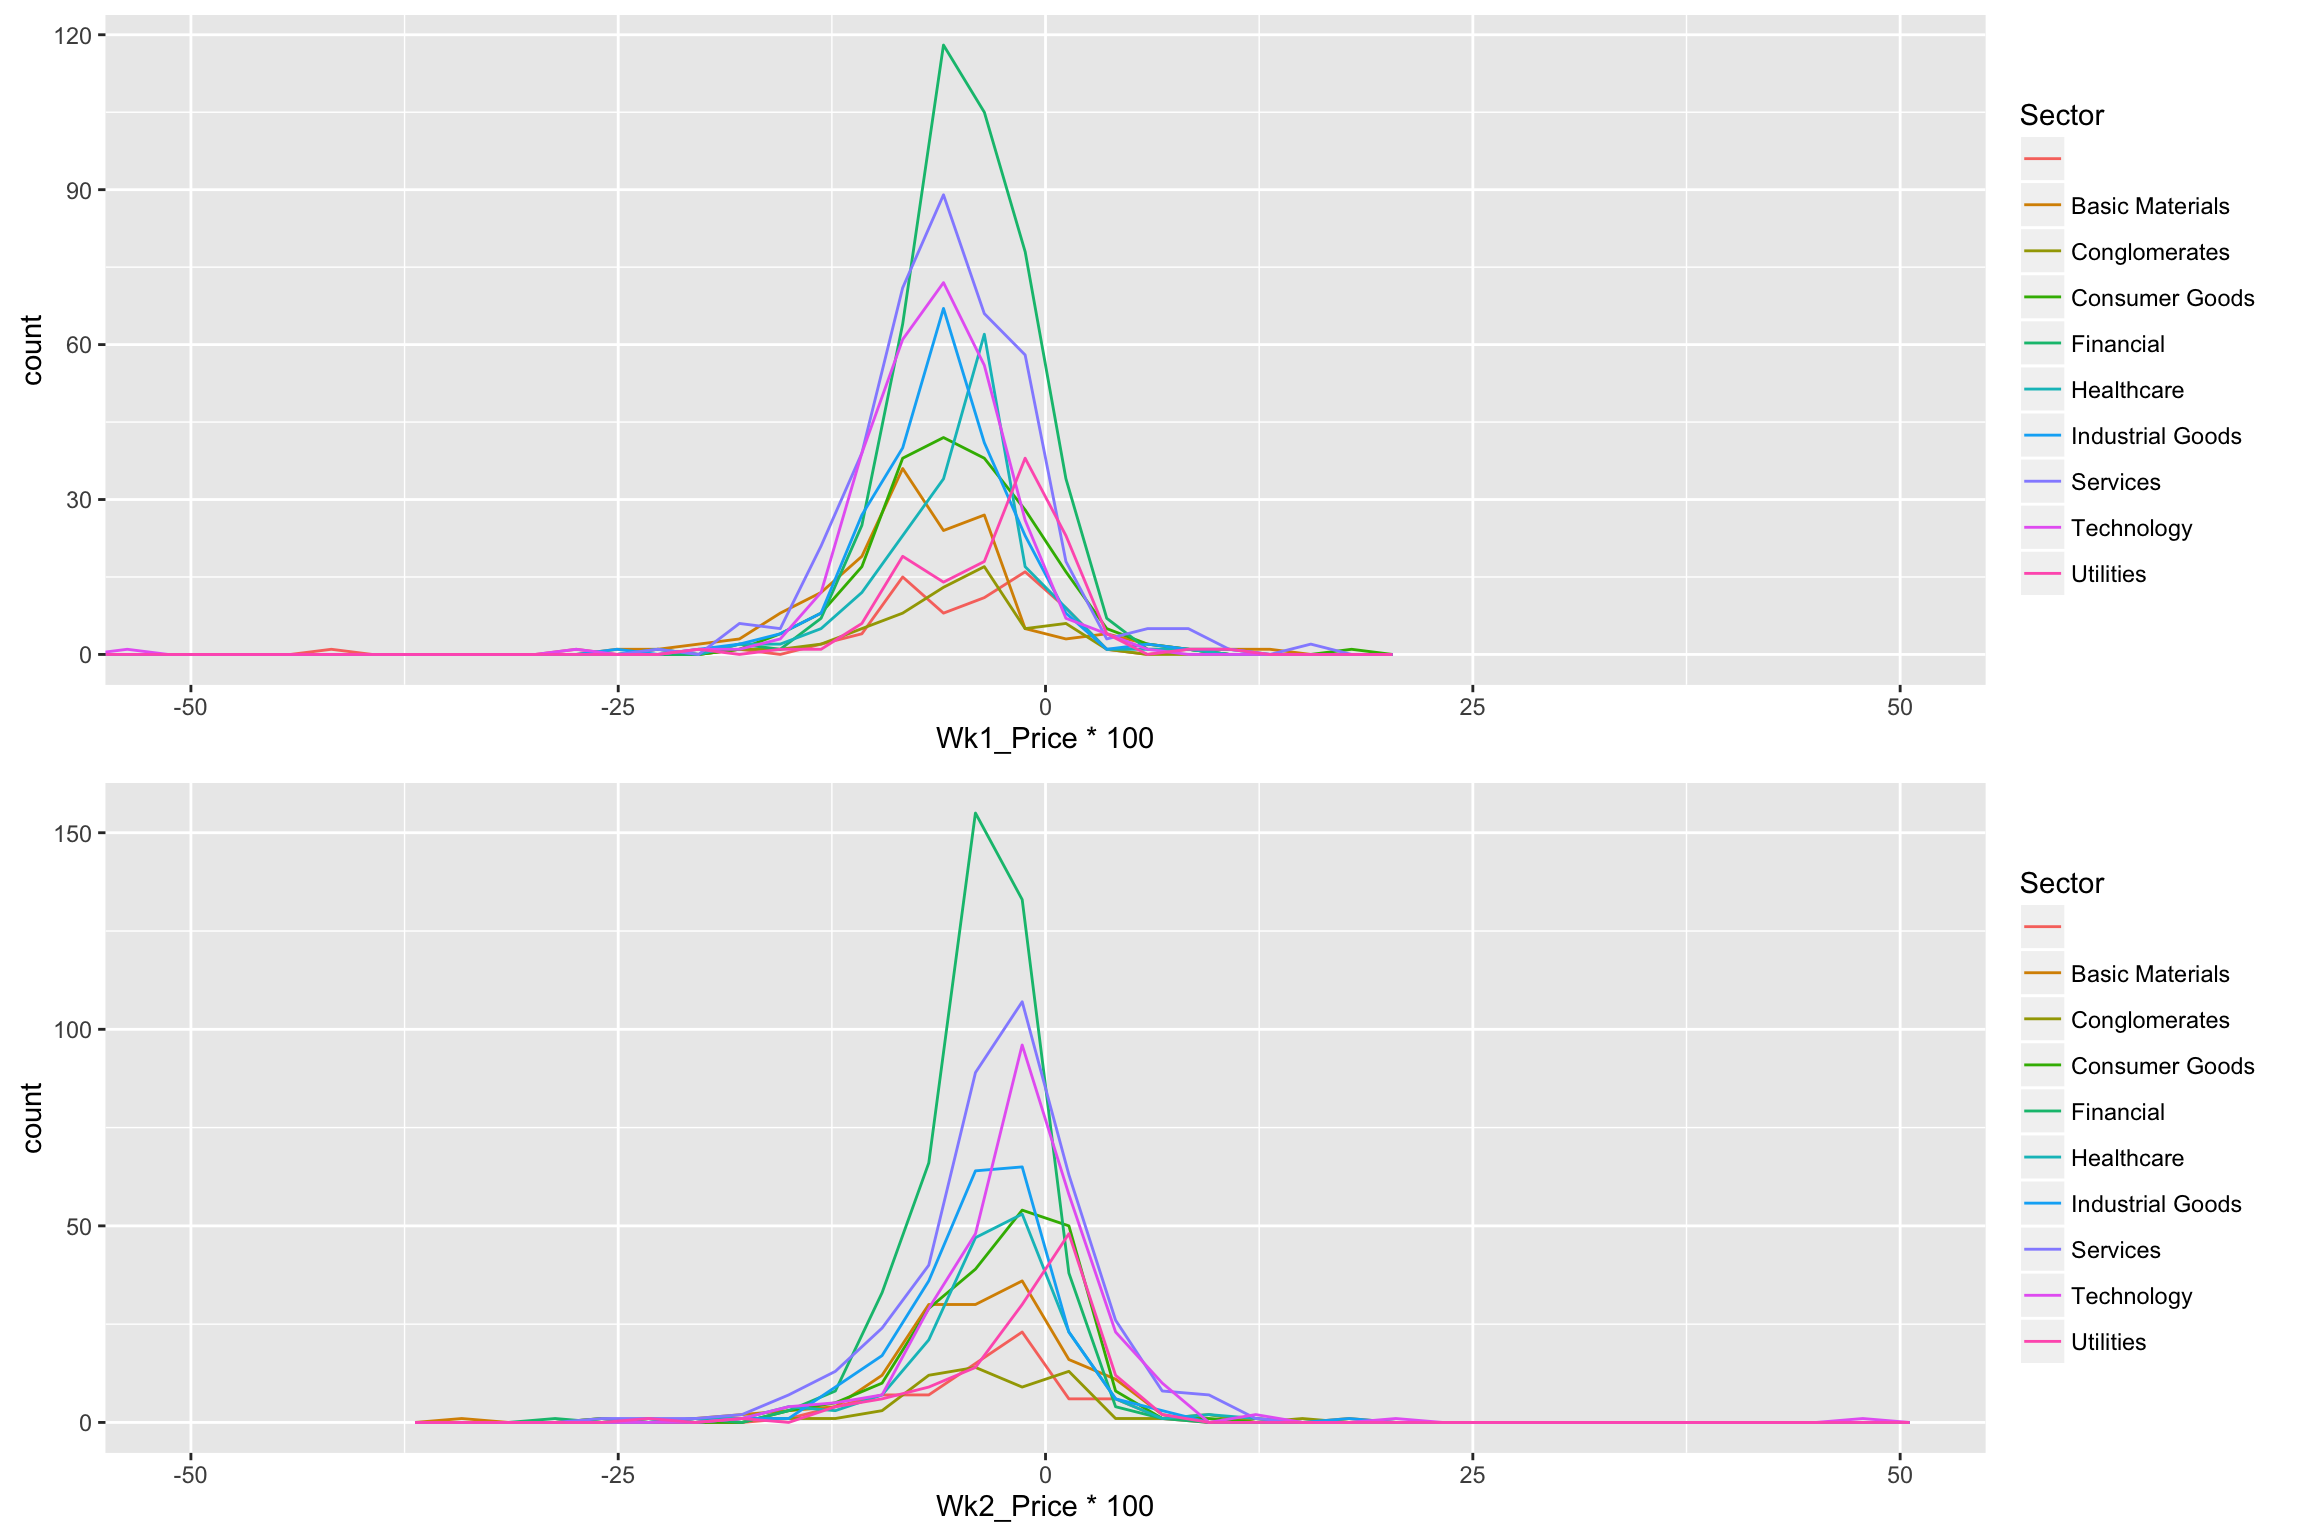 Sector
Basic Materials
Conglomerates
Consumer Goods
Financial
Healthcare
Industrial Goods
Services
Technology
Utilities
count
120
90
60
30
0
-50 -25 0 25 50
Wk1_Price * 100
Sector
Basic Materials
Conglomerates
Consumer Goods
Financial
Healthcare
Industrial Goods
Services
Technology
Utilities
count
150
100
50
0
-50 -25 0 25 50
Wk2_Price * 100